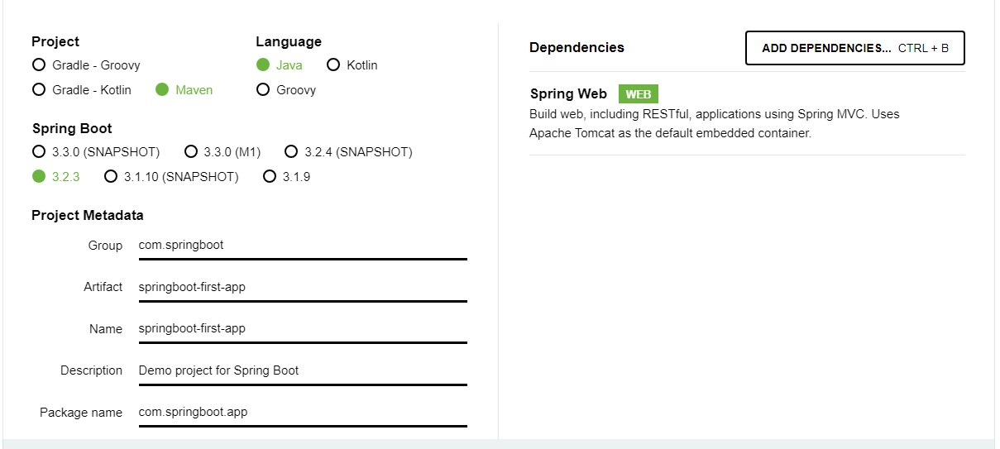 Project
Language
Gradle - Groovy
Java
Kotlin
Gradle - Kotlin
Maven
Groovy
Spring Boot
3.3.0 (SNAPSHOT)
3.3.0 (M1)
3.2.4 (SNAPSHOT)
3.2.3
3.1.10 (SNAPSHOT)
3.1.9
Project Metadata
Group com.springboot
Artifact springboot-first-app
Name springboot-first-app
Description Demo project for Spring Boot
Package name com.springboot.app
Dependencies
ADD DEPENDENCIES... CTRL + B
Spring Web WEB
Build web, including RESTful, applications using Spring MVC. Uses
Apache Tomcat as the default embedded container.